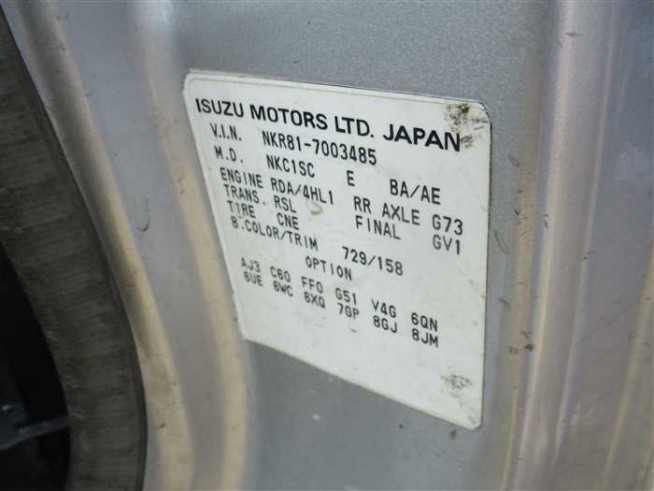 ISUZU MOTORS LTD. JAPAN
V.I.N. NKR81-7003485
M.D. NKC1SC E BA/AE
ENGINE RDA/4HL1 RR AXLE G73
TRANS. RSL FINAL GV1
TIRE CNE
B.COLOR/TRIM 729/158
OPTION
AJ3 C60 FF0 G51 V4G 6QN
6UE 6WC 6XQ 7GP 8GJ 8JM